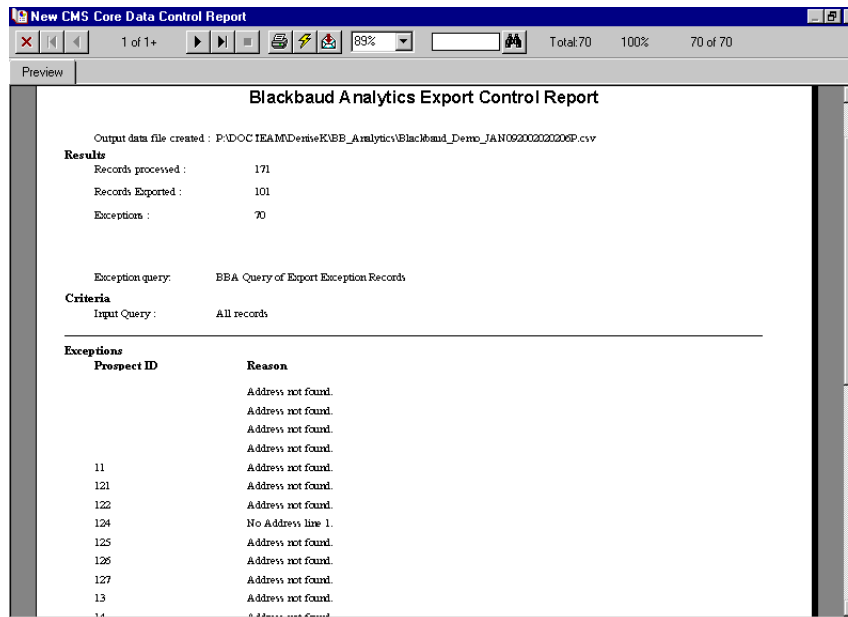 New CMS Core Data Control Report
1 of 1+ 89% Total:70 100% 70 of 70
Preview
Blackbaud Analytics Export Control Report
Output data file created : P:\DOCTEAM\DeniseK\BB_Analytics\Blackbaud_Demo_JAN092002020206P.csv
Results
Records processed : 171
Records Exported : 101
Exceptions : 70
Exception query: BBA Query of Export Exception Records
Criteria
Input Query : All records
Exceptions
Prospect ID Reason
Address not found.
Address not found.
Address not found.
Address not found.
11 Address not found.
121 Address not found.
122 Address not found.
124 No Address line 1.
125 Address not found.
126 Address not found.
127 Address not found.
13 Address not found.
14 Address not found.